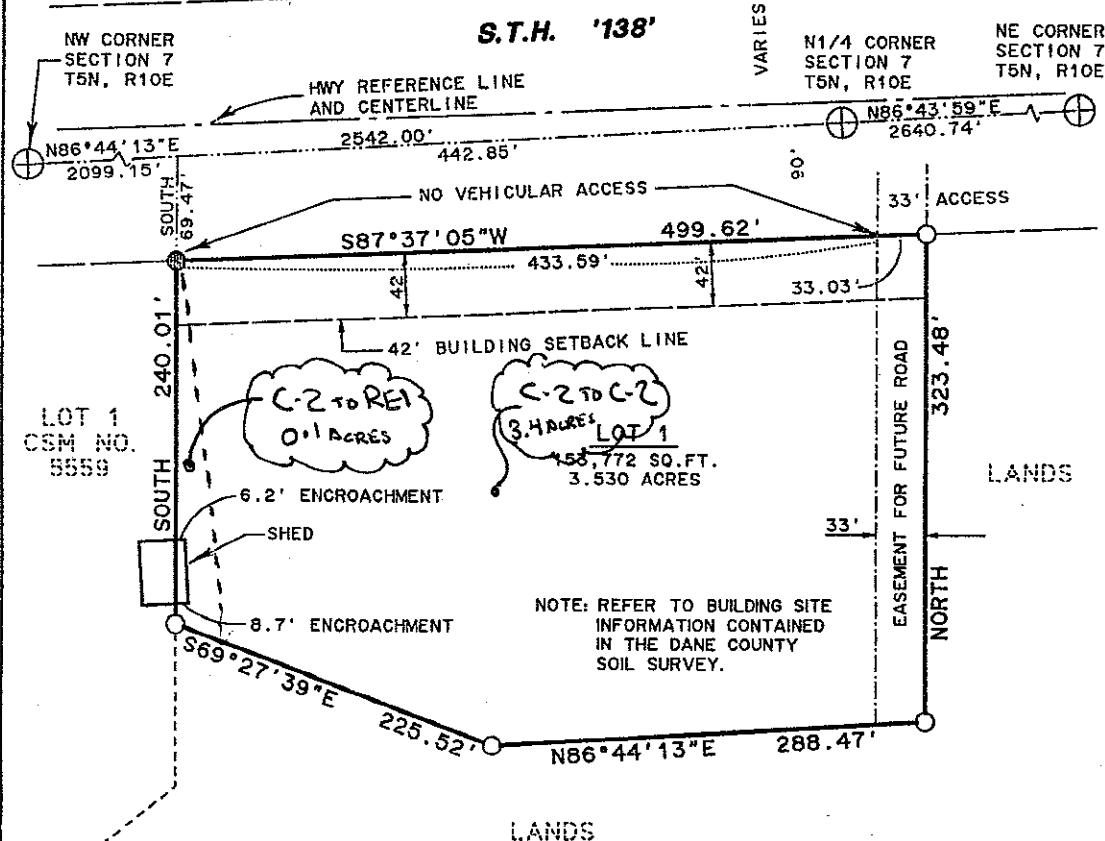 S.T.H. '138'
VARIES
NW CORNER
SECTION 7
T5N, R10E
N1/4 CORNER
SECTION 7
T5N, R10E
NE CORNER
SECTION 7
T5N, R10E
HWY REFERENCE LINE
AND CENTERLINE
N86°44'13"E
2099.15'
2542.00'
442.85'
N86°43'59"E
2640.74'
90'
SOUTH
69.47'
NO VEHICULAR ACCESS
33' ACCESS
S87°37'05"W 499.62'
433.59'
42'
42'
33.03'
42' BUILDING SETBACK LINE
SOUTH 240.01'
C-2 TO RE1
0.1 ACRES
C-2 TO C-2
3.4 ACRES
LOT 1
153,772 SQ.FT.
3.530 ACRES
LOT 1
CSM NO.
5559
EASEMENT FOR FUTURE ROAD
NORTH 323.48'
LANDS
6.2' ENCROACHMENT
SHED
33'
8.7' ENCROACHMENT
NOTE: REFER TO BUILDING SITE
INFORMATION CONTAINED
IN THE DANE COUNTY
SOIL SURVEY.
S69°27'39"E 225.52'
N86°44'13"E 288.47'
LANDS